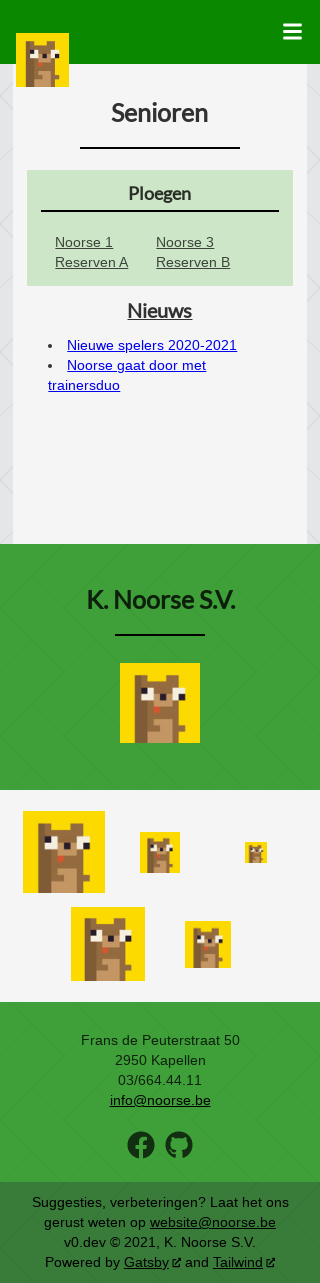 Senioren
Ploegen
Noorse 1 Noorse 3
Reserven A Reserven B
Nieuws
• Nieuwe spelers 2020-2021
• Noorse gaat door met
trainersduo
K. Noorse S.V.
Frans de Peuterstraat 50
2950 Kapellen
03/664.44.11
info@noorse.be
Suggesties, verbeteringen? Laat het ons
gerust weten op website@noorse.be
v0.dev © 2021, K. Noorse S.V.
Powered by Gatsby and Tailwind